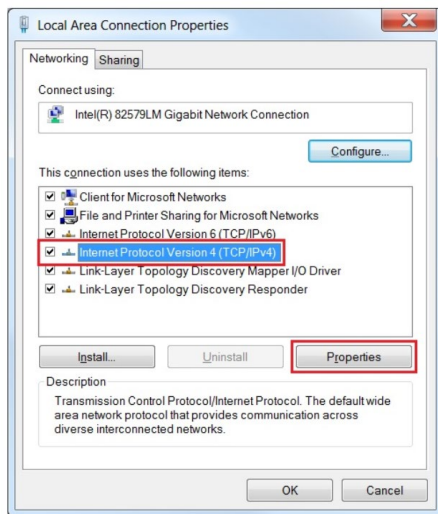 Local Area Connection Properties
Networking
Sharing
Connect using:
Intel(R) 82579LM Gigabit Network Connection
Configure...
This connection uses the following items:
Client for Microsoft Networks
File and Printer Sharing for Microsoft Networks
Internet Protocol Version 6 (TCP/IPv6)
Internet Protocol Version 4 (TCP/IPv4)
Link-Layer Topology Discovery Mapper I/O Driver
Link-Layer Topology Discovery Responder
Install...
Uninstall
Properties
Description
Transmission Control Protocol/Internet Protocol. The default wide
area network protocol that provides communication across
diverse interconnected networks.
OK
Cancel